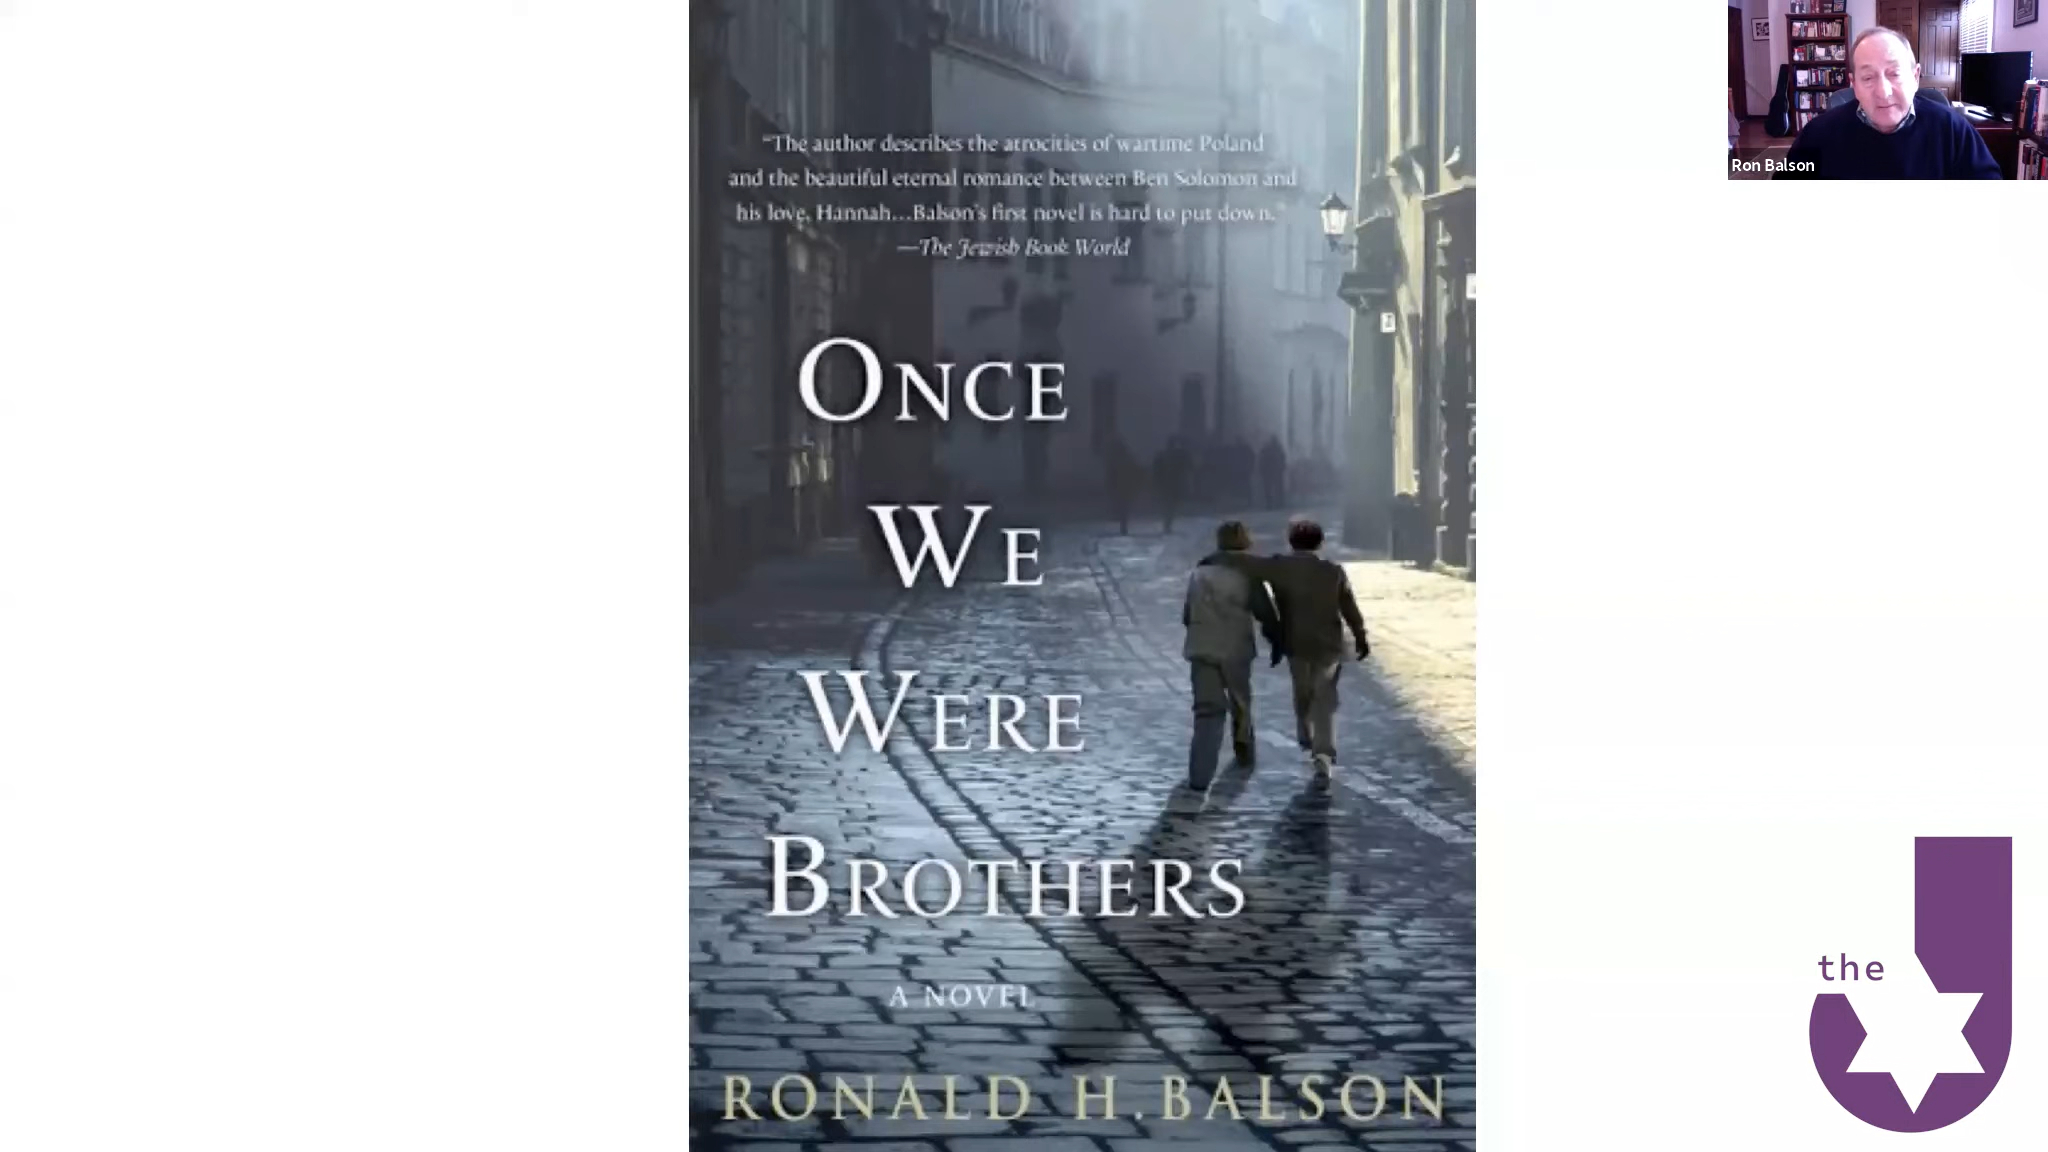 "The author describes the atrocities of wartime Poland
and the beautiful eternal romance between Ben Solomon and
his love, Hannah...Balson's first novel is hard to put down."
—The Jewish Book World
ONCE
WE
WERE
BROTHERS
A NOVEL
RONALD H. BALSON
Ron Balson
the